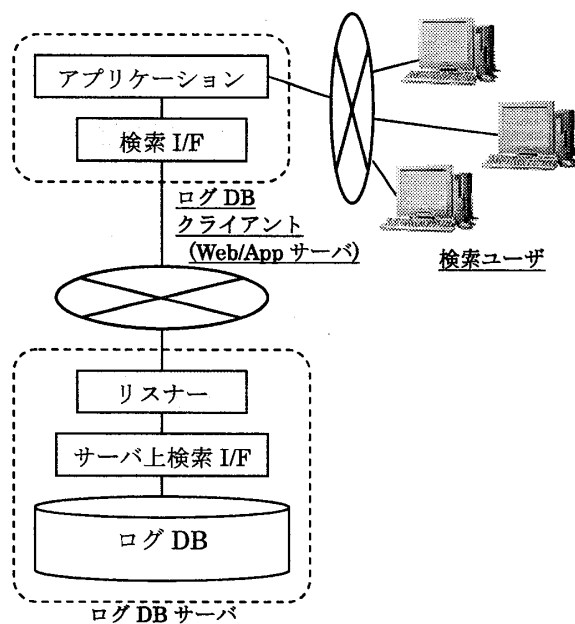 アプリケーション
検索 I/F
ログ DB
クライアント
(Web/App サーバ)
検索ユーザ
リスナー
サーバ上検索 I/F
ログ DB
ログ DB サーバ